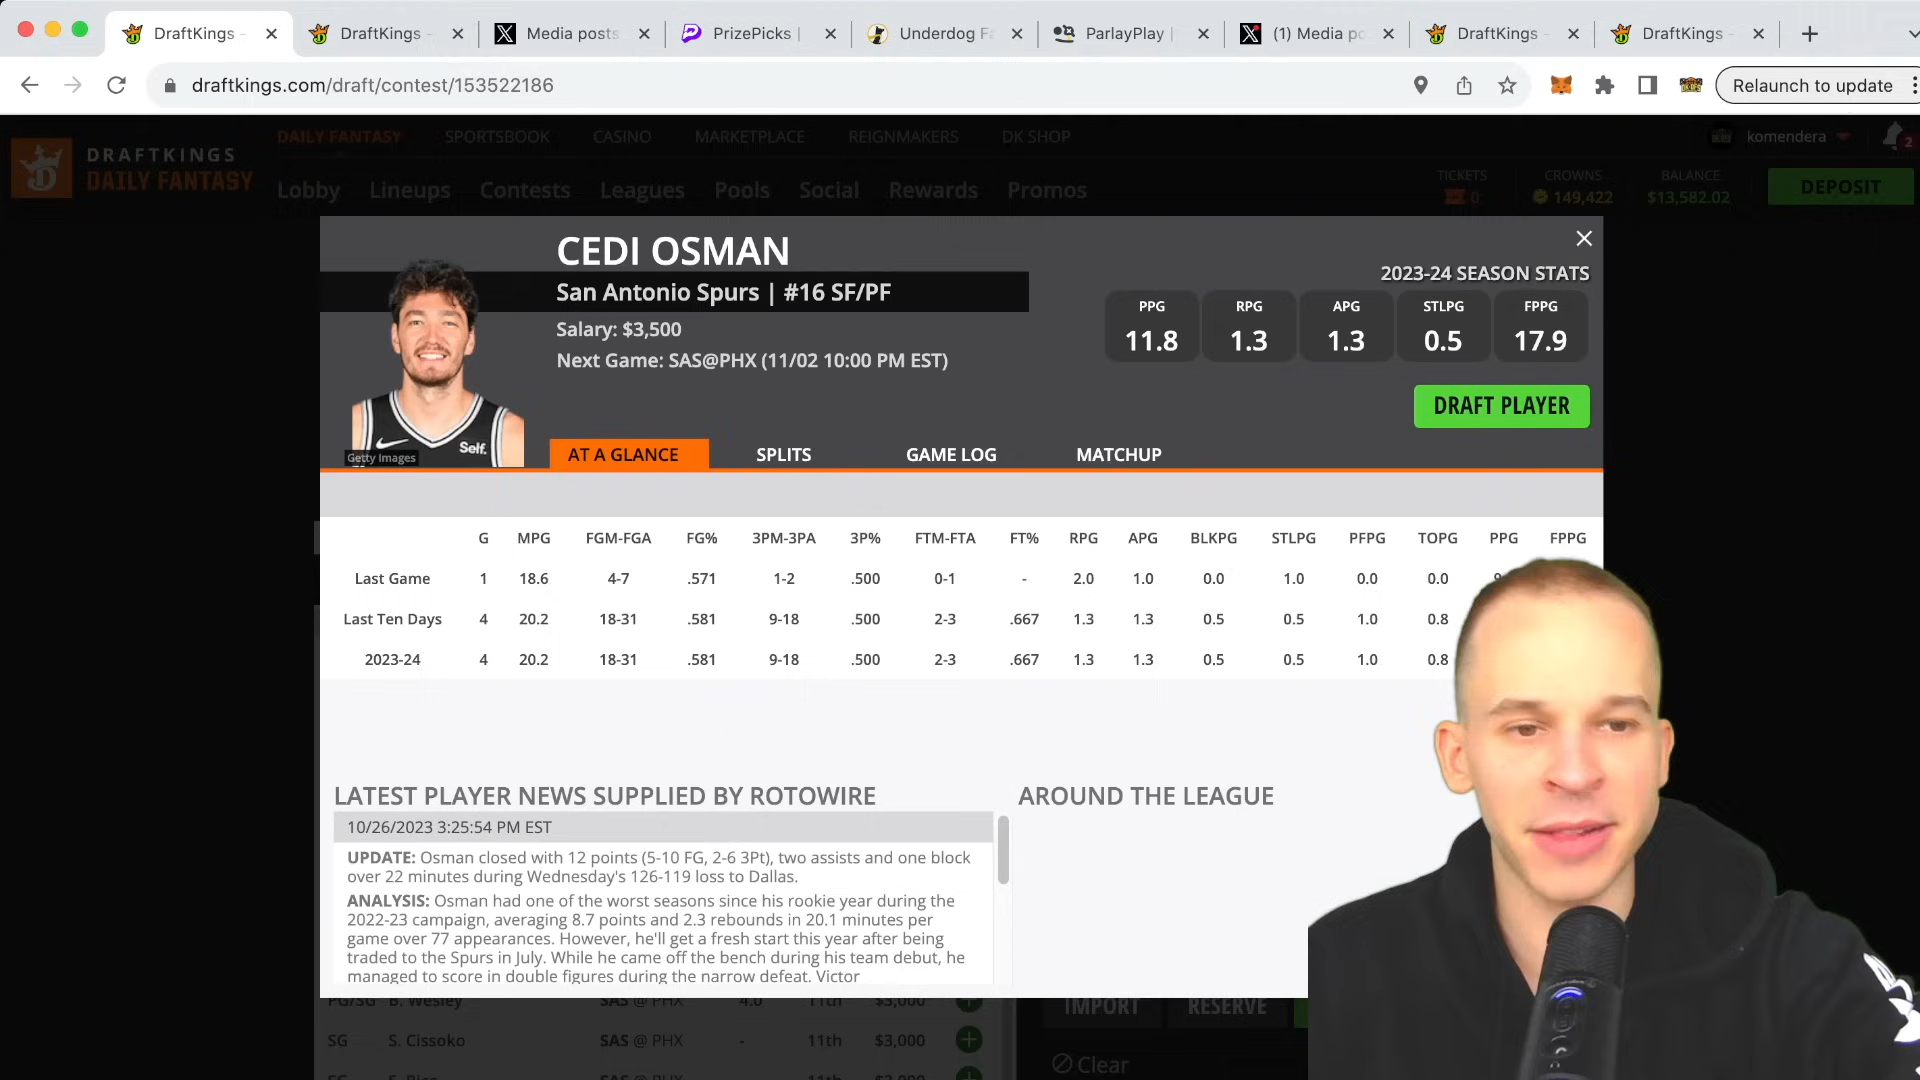 DraftKings -
DraftKings -
Media posts
PrizePicks |
Underdog Fa
ParlayPlay |
(1) Media po
DraftKings -
DraftKings -
draftkings.com/draft/contest/153522186
Relaunch to update
DRAFTKINGS
DAILY FANTASY
DAILY FANTASY
SPORTSBOOK
CASINO
MARKETPLACE
REIGNMAKERS
DK SHOP
komendera
2
Lobby
Lineups
Contests
Leagues
Pools
Social
Rewards
Promos
TICKETS
0
CROWNS
149,422
BALANCE
$13,582.02
DEPOSIT
CEDI OSMAN
San Antonio Spurs | #16 SF/PF
Salary: $3,500
Next Game: SAS@PHX (11/02 10:00 PM EST)
2023-24 SEASON STATS
PPG RPG APG STLPG FPPG
11.8 1.3 1.3 0.5 17.9
DRAFT PLAYER
Self.
Getty Images
AT A GLANCE
SPLITS
GAME LOG
MATCHUP
G MPG FGM-FGA FG% 3PM-3PA 3P% FTM-FTA FT% RPG APG BLKPG STLPG PFPG TOPG PPG FPPG
Last Game 1 18.6 4-7 .571 1-2 .500 0-1 - 2.0 1.0 0.0 1.0 0.0 0.0
Last Ten Days 4 20.2 18-31 .581 9-18 .500 2-3 .667 1.3 1.3 0.5 0.5 1.0 0.8
2023-24 4 20.2 18-31 .581 9-18 .500 2-3 .667 1.3 1.3 0.5 0.5 1.0 0.8
LATEST PLAYER NEWS SUPPLIED BY ROTOWIRE
10/26/2023 3:25:54 PM EST
UPDATE: Osman closed with 12 points (5-10 FG, 2-6 3Pt), two assists and one block
over 22 minutes during Wednesday's 126-119 loss to Dallas.
ANALYSIS: Osman had one of the worst seasons since his rookie year during the
2022-23 campaign, averaging 8.7 points and 2.3 rebounds in 20.1 minutes per
game over 77 appearances. However, he'll get a fresh start this year after being
traded to the Spurs in July. While he came off the bench during his team debut, he
managed to score in double figures during the narrow defeat. Victor
AROUND THE LEAGUE
PG/SG B. Wesley SAS @ PHX 4.0 11th $3,000
SG S. Cissoko SAS @ PHX - 11th $3,000
IMPORT
RESERVE
Clear